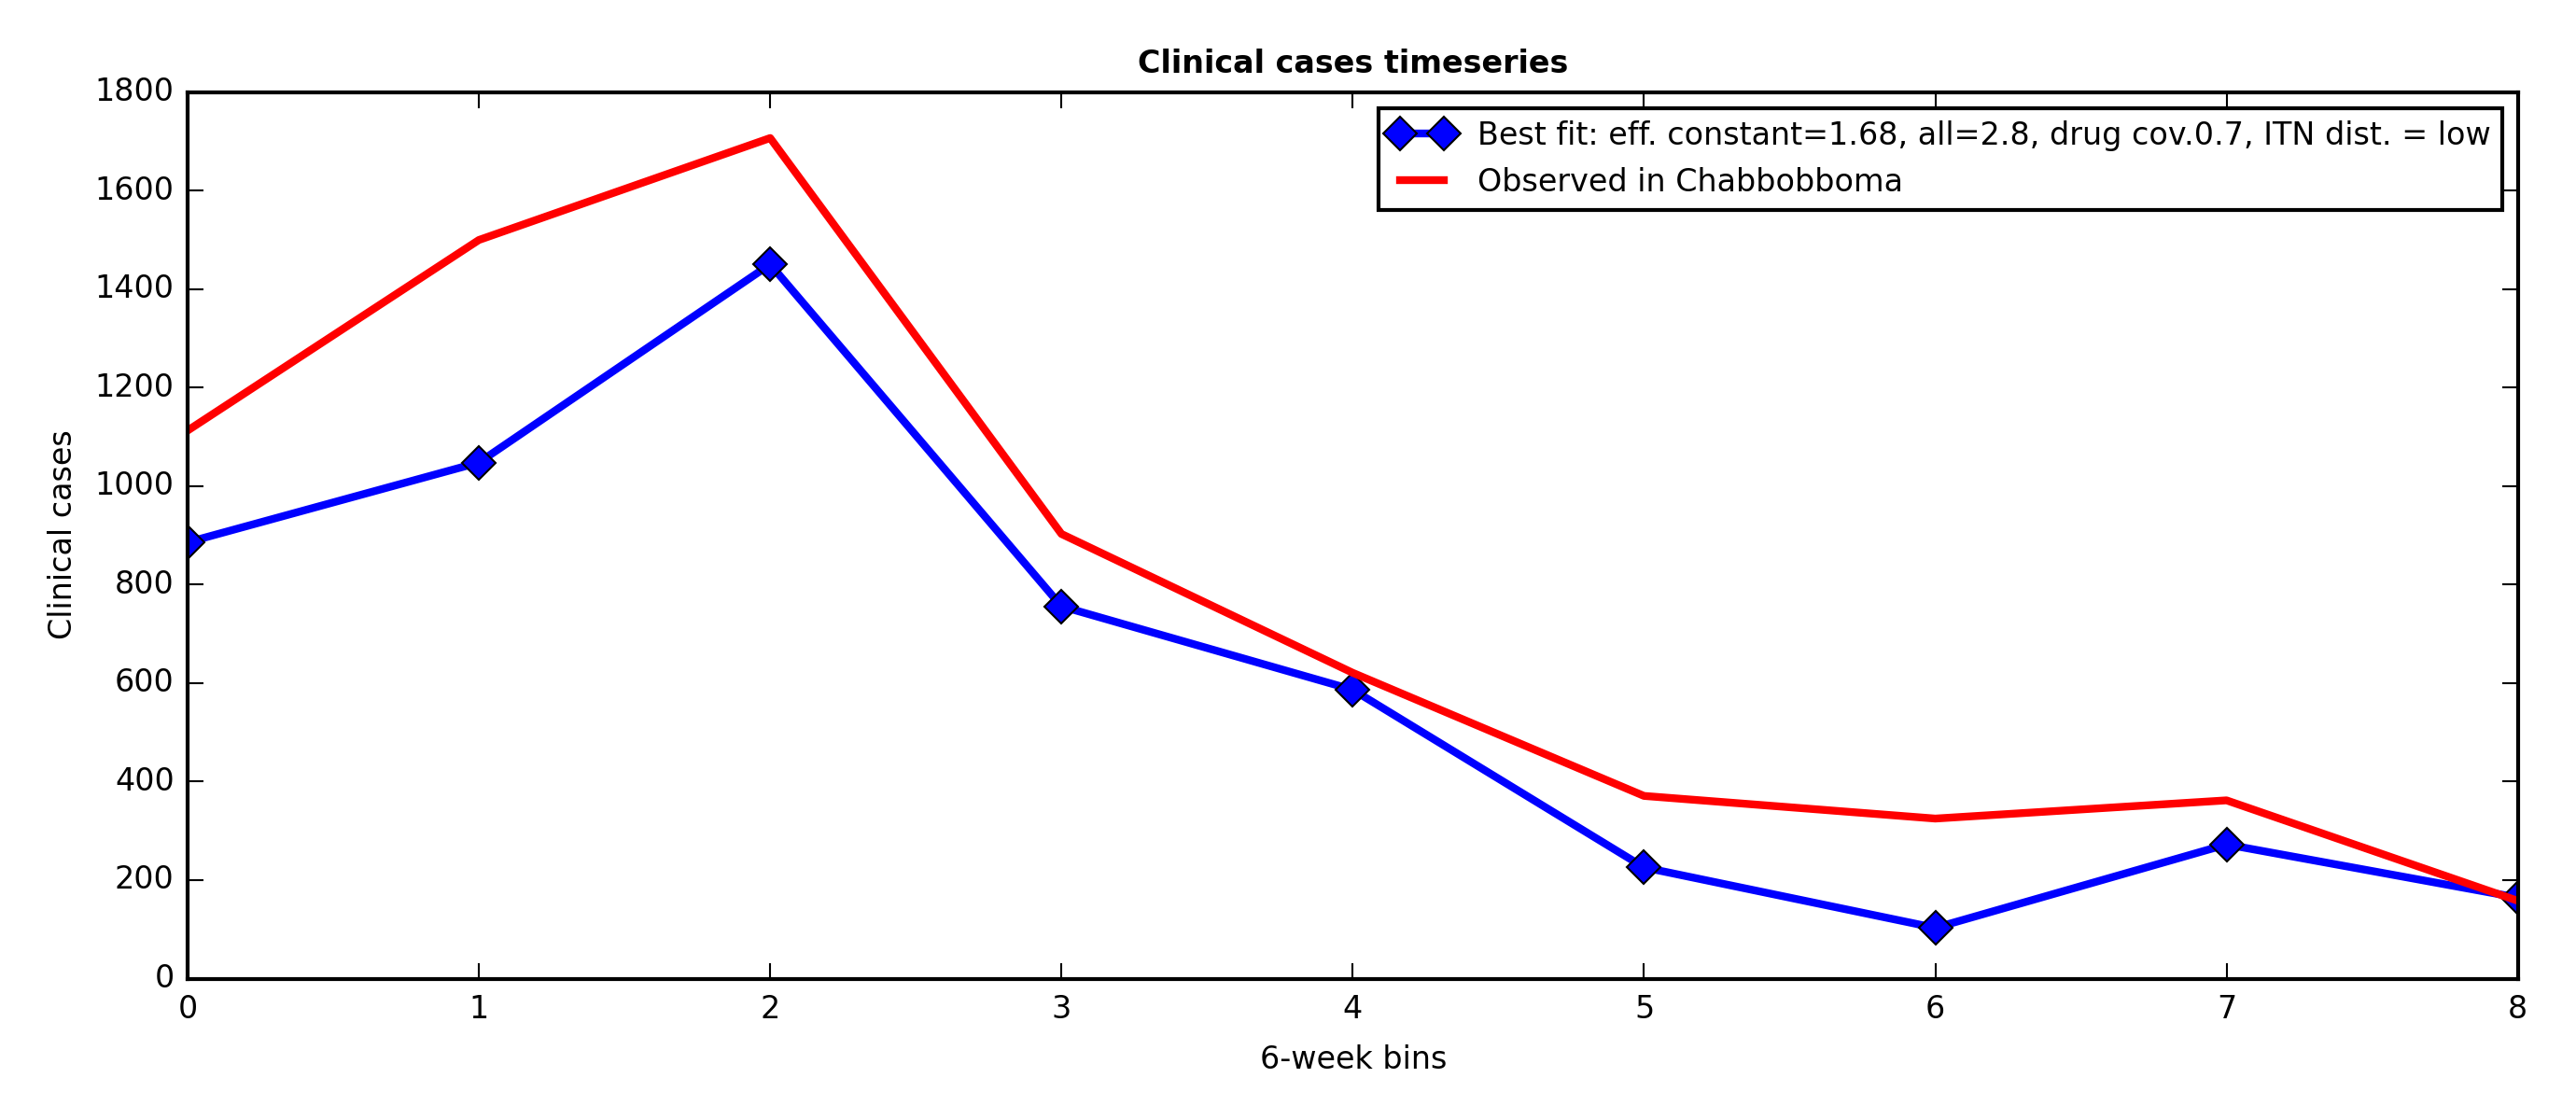 Clinical cases timeseries
1800
1600
1400
1200
1000
800
600
400
200
0
Clinical cases
Best fit: eff. constant=1.68, all=2.8, drug cov.0.7, ITN dist. = low
Observed in Chabbobboma
0 1 2 3 4 5 6 7 8
6-week bins